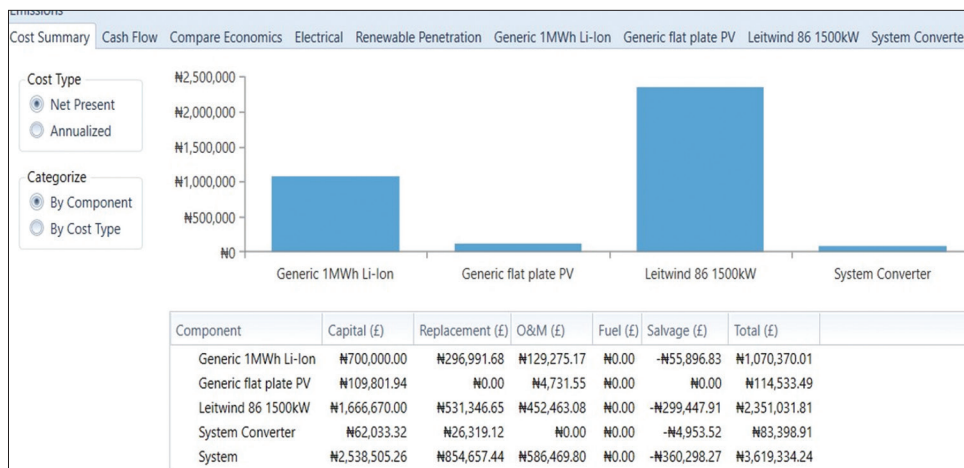 Emissions
Cost Summary Cash Flow Compare Economics Electrical Renewable Penetration Generic 1MWh Li-Ion Generic flat plate PV Leitwind 86 1500kW System Converte
Cost Type
Net Present
Annualized
Categorize
By Component
By Cost Type
₦2,500,000
₦2,000,000
₦1,500,000
₦1,000,000
₦500,000
₦0
Generic 1MWh Li-Ion Generic flat plate PV Leitwind 86 1500kW System Converter
Component Capital (£) Replacement (£) O&M (£) Fuel (£) Salvage (£) Total (£)
Generic 1MWh Li-Ion ₦700,000.00 ₦296,991.68 ₦129,275.17 ₦0.00 -₦55,896.83 ₦1,070,370.01
Generic flat plate PV ₦109,801.94 ₦0.00 ₦4,731.55 ₦0.00 ₦0.00 ₦114,533.49
Leitwind 86 1500kW ₦1,666,670.00 ₦531,346.65 ₦452,463.08 ₦0.00 -₦299,447.91 ₦2,351,031.81
System Converter ₦62,033.32 ₦26,319.12 ₦0.00 ₦0.00 -₦4,953.52 ₦83,398.91
System ₦2,538,505.26 ₦854,657.44 ₦586,469.80 ₦0.00 -₦360,298.27 ₦3,619,334.24